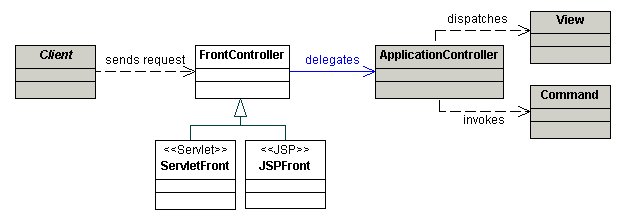 Client
sends request
FrontController
delegates
ApplicationController
dispatches
View
invokes
Command
<<Servlet>>
ServletFront
<<JSP>>
JSPFront